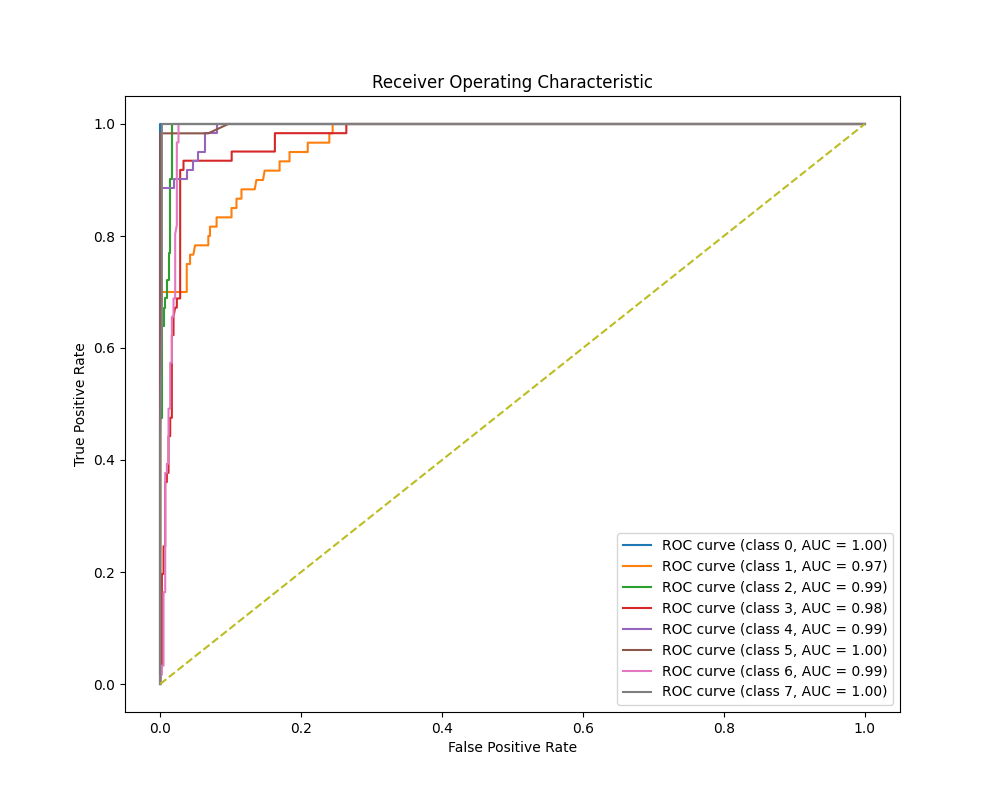 Receiver Operating Characteristic
1.0
0.8
0.6
0.4
0.2
0.0
True Positive Rate
0.0 0.2 0.4 0.6 0.8 1.0
False Positive Rate
ROC curve (class 0, AUC = 1.00)
ROC curve (class 1, AUC = 0.97)
ROC curve (class 2, AUC = 0.99)
ROC curve (class 3, AUC = 0.98)
ROC curve (class 4, AUC = 0.99)
ROC curve (class 5, AUC = 1.00)
ROC curve (class 6, AUC = 0.99)
ROC curve (class 7, AUC = 1.00)